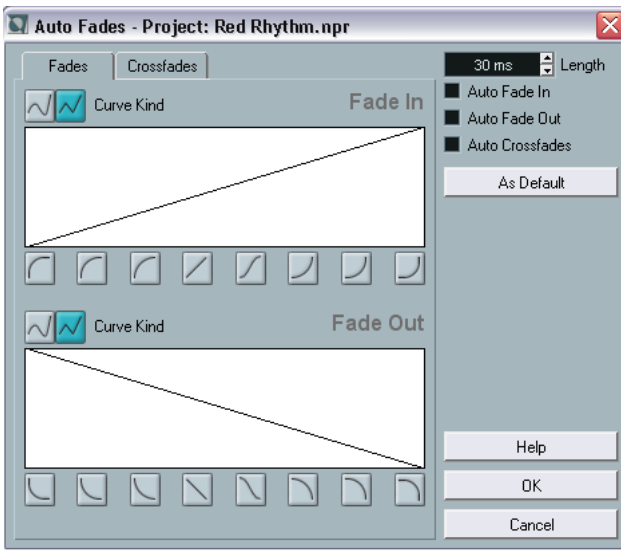 Auto Fades - Project: Red Rhythm.npr
Fades
Crossfades
Curve Kind
Fade In
Curve Kind
Fade Out
30 ms
Length
Auto Fade In
Auto Fade Out
Auto Crossfades
As Default
Help
OK
Cancel